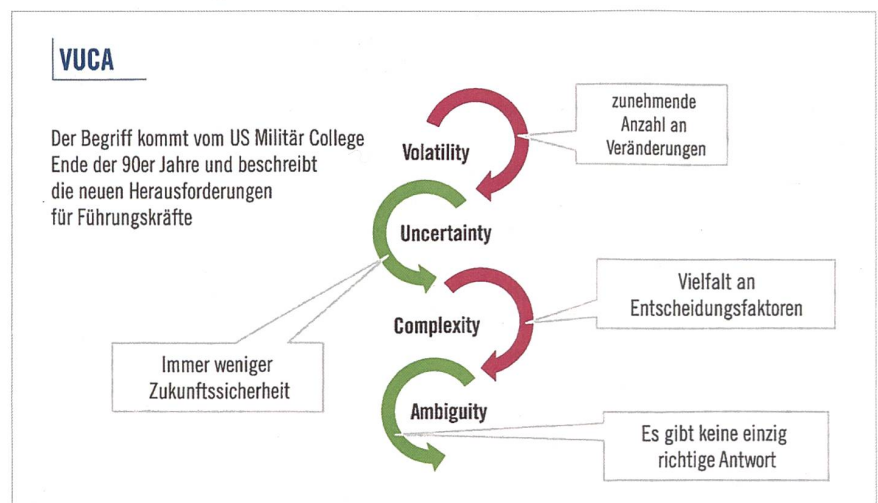 VUCA
Der Begriff kommt vom US Militär College
Ende der 90er Jahre und beschreibt
die neuen Herausforderungen
für Führungskräfte
Volatility
zunehmende
Anzahl an
Veränderungen
Uncertainty
Immer weniger
Zukunftssicherheit
Complexity
Vielfalt an
Entscheidungsfaktoren
Ambiguity
Es gibt keine einzig
richtige Antwort